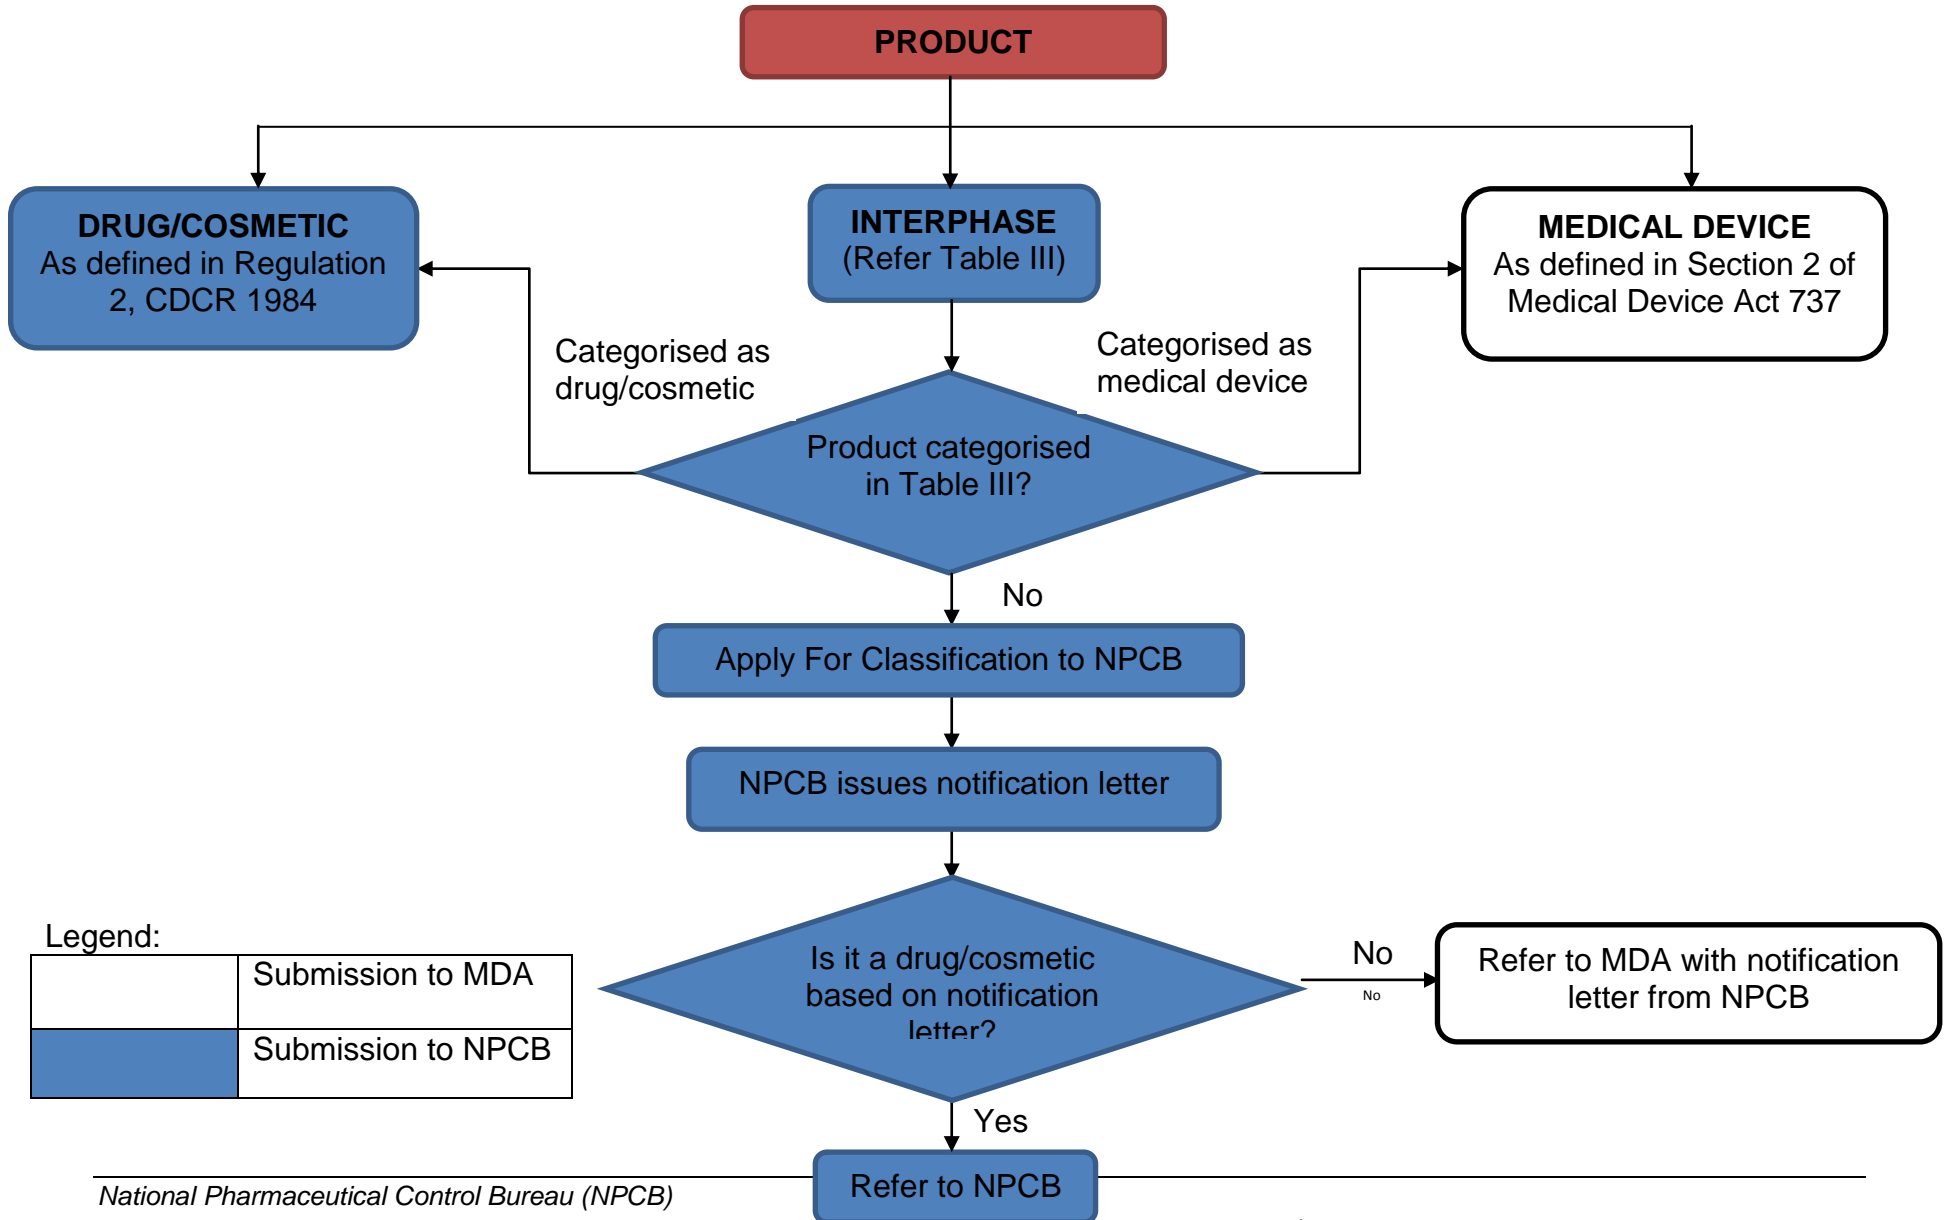 PRODUCT
DRUG/COSMETIC
As defined in Regulation
2, CDCR 1984
INTERPHASE
(Refer Table III)
MEDICAL DEVICE
As defined in Section 2 of
Medical Device Act 737
Categorised as
drug/cosmetic
Categorised as
medical device
Product categorised
in Table III?
No
Apply For Classification to NPCB
NPCB issues notification letter
Is it a drug/cosmetic
based on notification
letter?
No
No
Refer to MDA with notification
letter from NPCB
Legend:
Submission to MDA
Submission to NPCB
Yes
Refer to NPCB
National Pharmaceutical Control Bureau (NPCB)